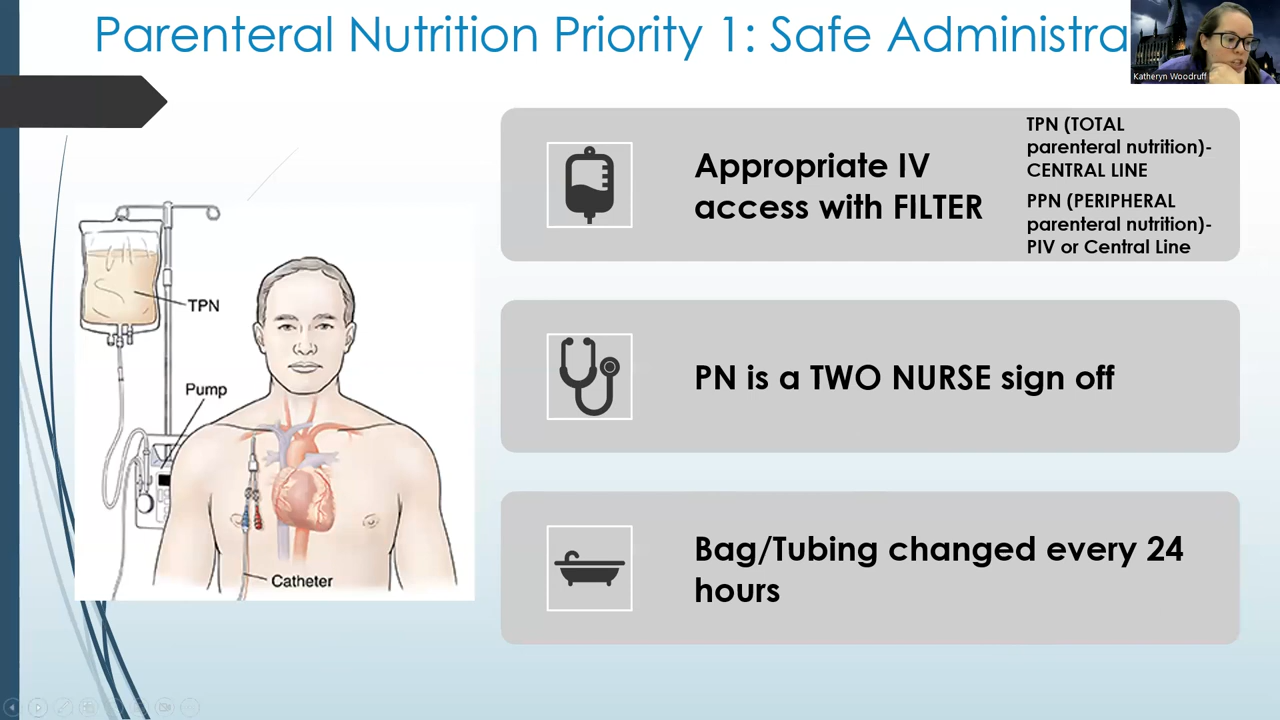 Parenteral Nutrition Priority 1: Safe Administra
Katheryn Woodruff
Appropriate IV
access with FILTER
TPN (TOTAL
parenteral nutrition)-
CENTRAL LINE
PPN (PERIPHERAL
parenteral nutrition)-
PIV or Central Line
TPN
Pump
Catheter
PN is a TWO NURSE sign off
Bag/Tubing changed every 24
hours